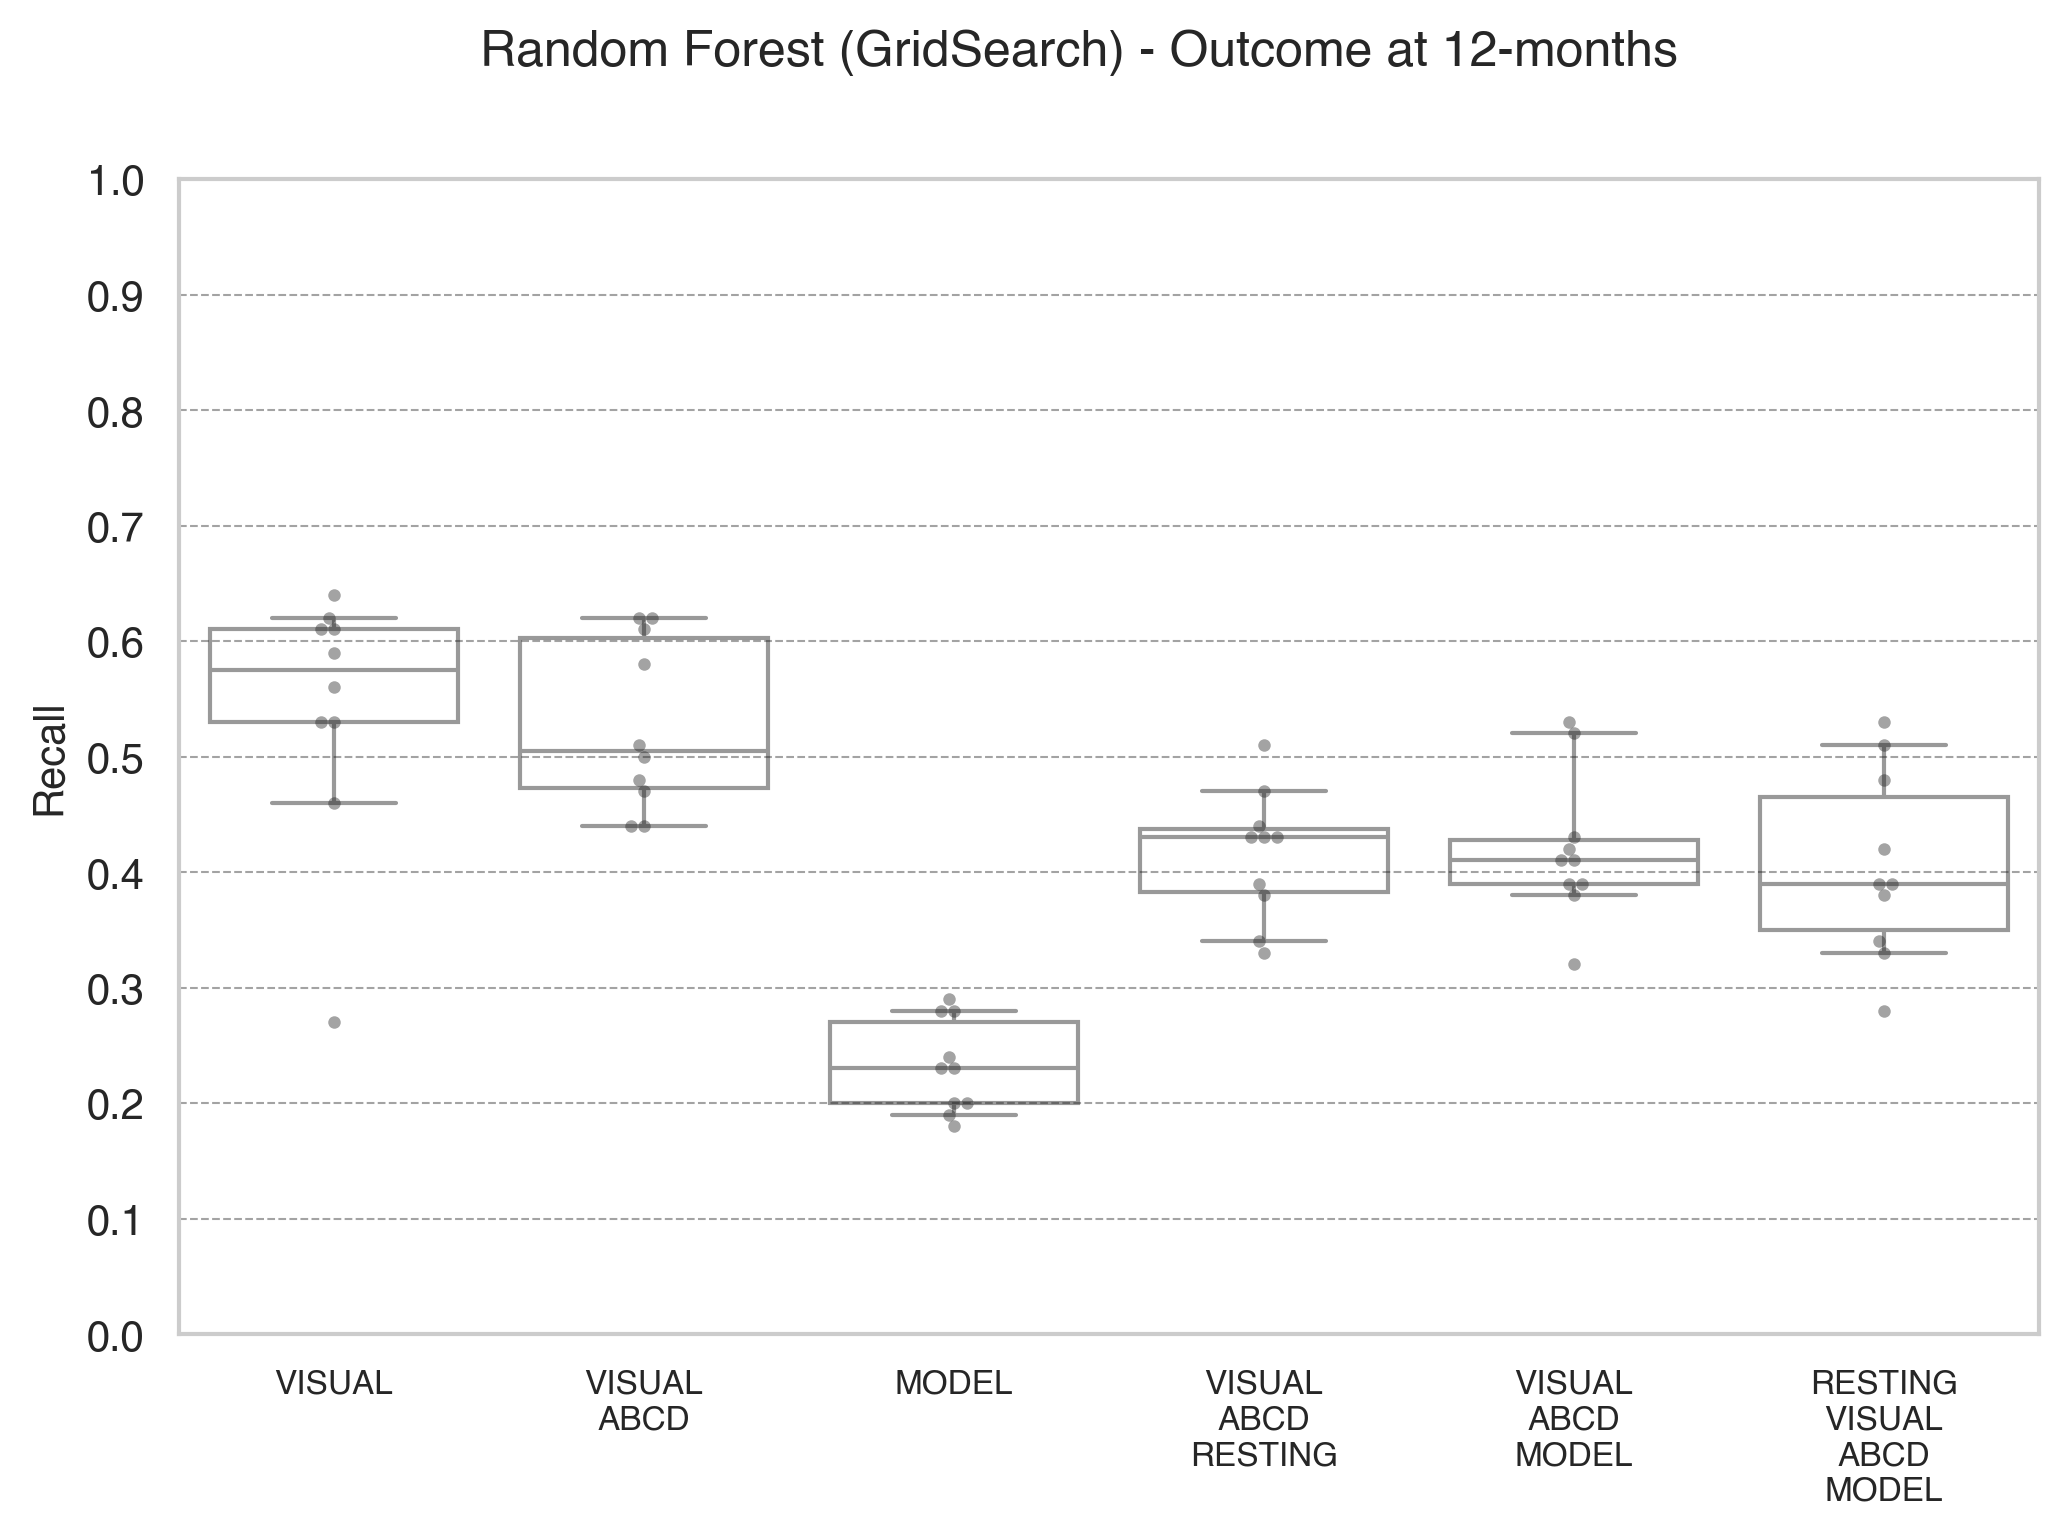 Random Forest (GridSearch) - Outcome at 12-months
1.0
0.9
0.8
0.7
0.6
0.5
0.4
0.3
0.2
0.1
0.0
Recall
VISUAL
VISUAL
ABCD
MODEL
VISUAL
ABCD
RESTING
VISUAL
ABCD
MODEL
RESTING
VISUAL
ABCD
MODEL